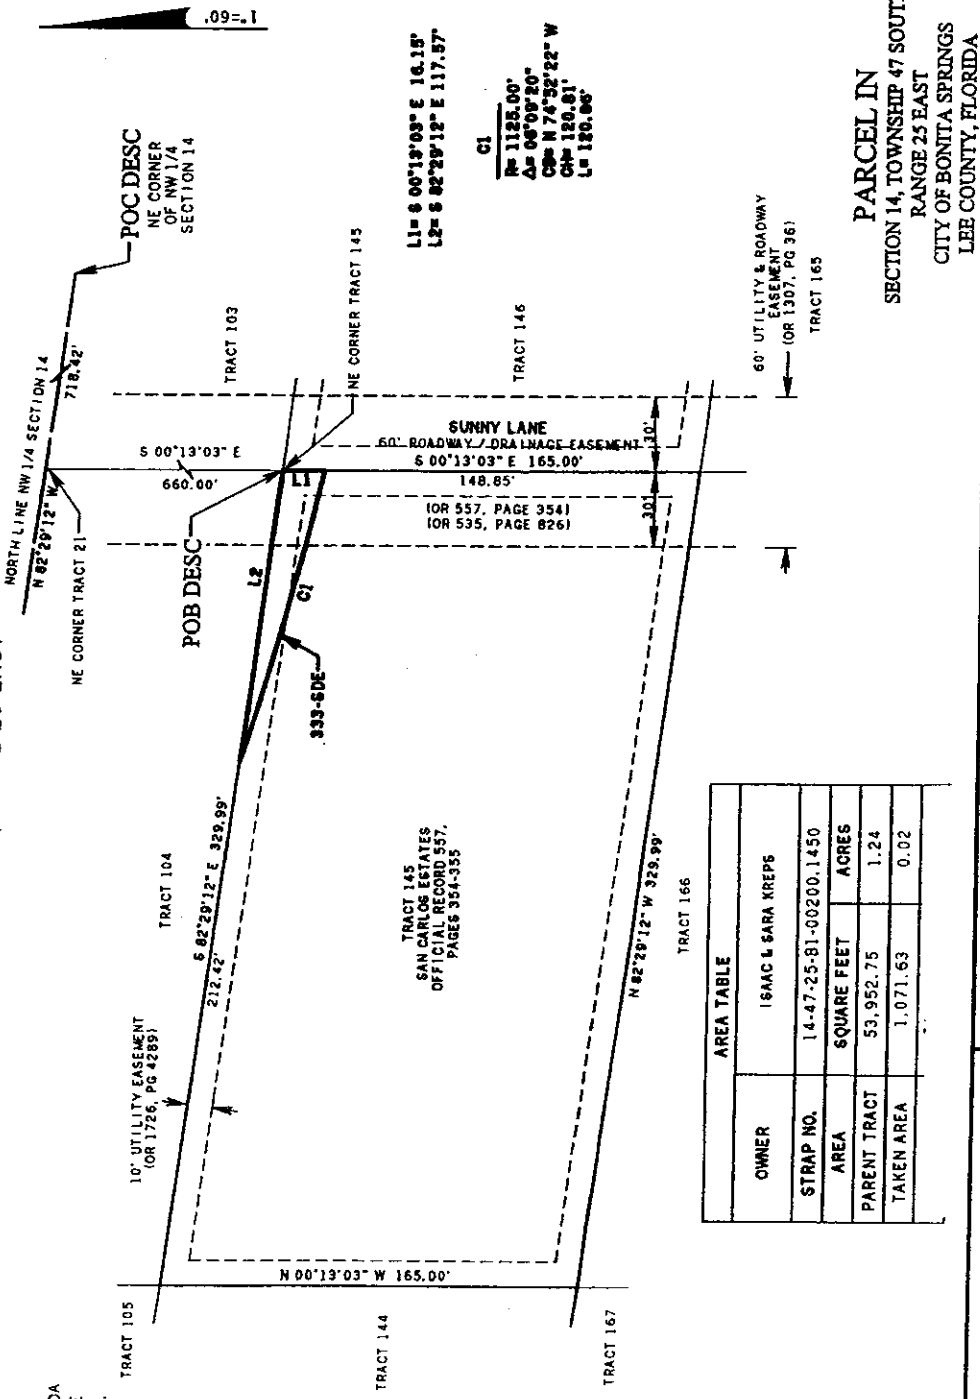 1"=60'
POC DESC
NE CORNER
OF NW 1/4
SECTION 14
NORTH LINE NW 1/4 SECTION 14
N 82°29'12" W
718.42'
NE CORNER TRACT 21
S 00°13'03" E
660.00'
TRACT 103
L1= S 00°13'03" E 16.15'
L2= S 82°29'12" E 117.57'
C1
R= 1125.00'
Δ= 06°09'20"
CB= N 74°52'22" W
CH= 120.81'
L= 120.86'
POB DESC
NE CORNER TRACT 145
L1
L2
C1
333-SDE
SUNNY LANE
60' ROADWAY / DRAINAGE EASEMENT
S 00°13'03" E 165.00'
148.85'
(OR 557, PAGE 354)
(OR 535, PAGE 826)
30'
30'
TRACT 146
60' UTILITY & ROADWAY
EASEMENT
(OR 1307, PG 36)
TRACT 165
TRACT 104
S 82°29'12" E 329.99'
212.42'
10' UTILITY EASEMENT
(OR 1726, PG 4289)
TRACT 145
SAN CARLOS ESTATES
OFFICIAL RECORD 557,
PAGES 354-355
N 82°29'12" W 329.99'
TRACT 166
N 00°13'03" W 165.00'
TRACT 105
TRACT 144
TRACT 167
AREA TABLE
OWNER ISAAC & SARA KREPS
STRAP NO. 14-47-25-B1-00200.1450
AREA SQUARE FEET ACRES
PARENT TRACT 53,952.75 1.24
TAKEN AREA 1,071.63 0.02
PARCEL IN
SECTION 14, TOWNSHIP 47 SOUT
RANGE 25 EAST
CITY OF BONITA SPRINGS
LEE COUNTY, FLORIDA
DA